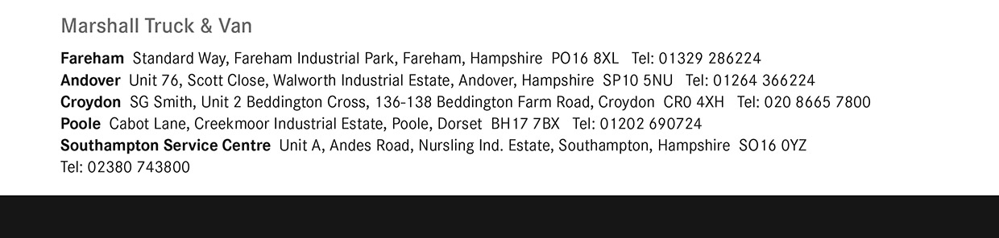 Marshall Truck & Van
Fareham Standard Way, Fareham Industrial Park, Fareham, Hampshire PO16 8XL Tel: 01329 286224
Andover Unit 76, Scott Close, Walworth Industrial Estate, Andover, Hampshire SP10 5NU Tel: 01264 366224
Croydon SG Smith, Unit 2 Beddington Cross, 136-138 Beddington Farm Road, Croydon CR0 4XH Tel: 020 8665 7800
Poole Cabot Lane, Creekmoor Industrial Estate, Poole, Dorset BH17 7BX Tel: 01202 690724
Southampton Service Centre Unit A, Andes Road, Nursling Ind. Estate, Southampton, Hampshire SO16 0YZ
Tel: 02380 743800